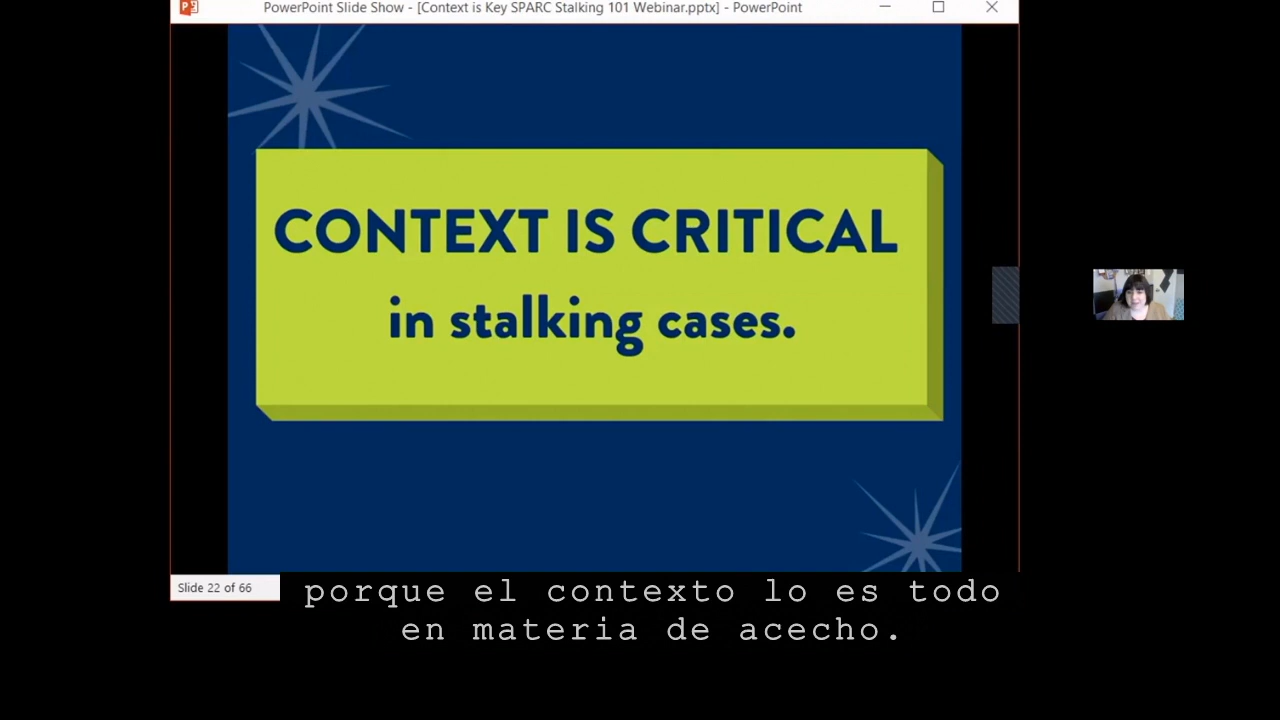 PowerPoint Slide Show - [Context is Key SPARC Stalking 101 Webinar.pptx] - PowerPoint
CONTEXT IS CRITICAL
in stalking cases.
Slide 22 of 66
porque el contexto lo es todo
en materia de acecho.